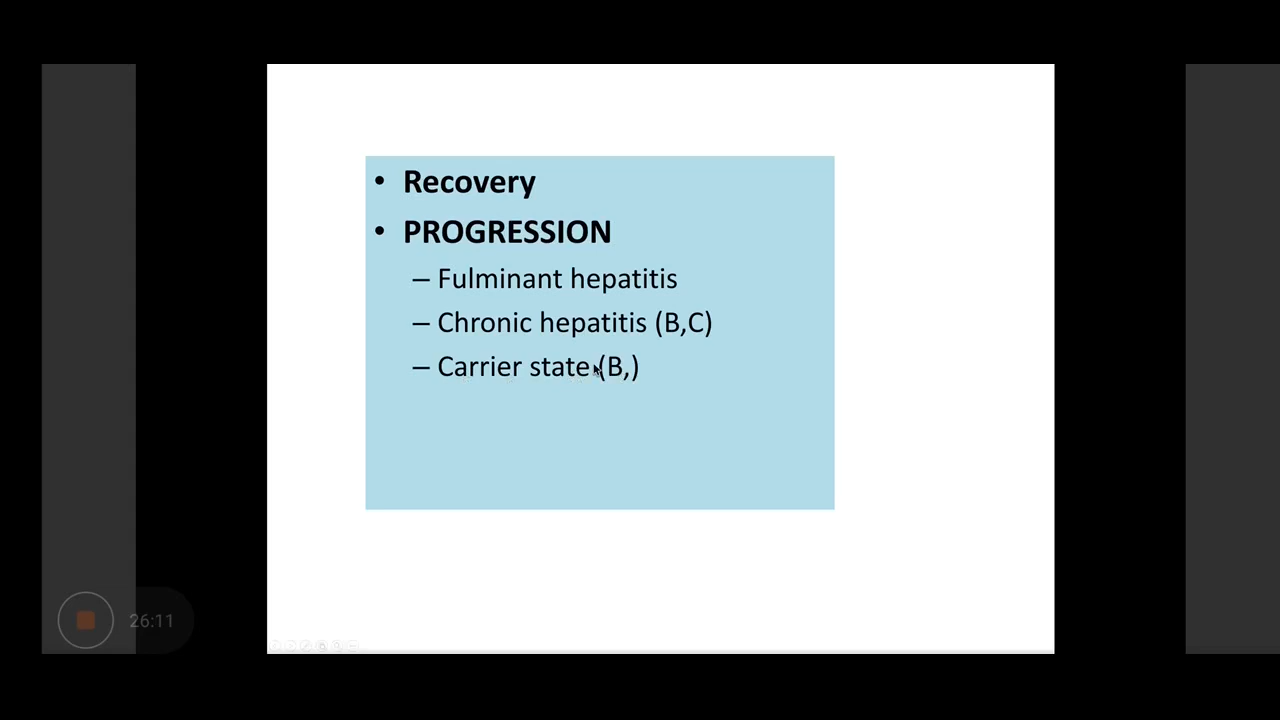 • Recovery
• PROGRESSION
– Fulminant hepatitis
– Chronic hepatitis (B,C)
– Carrier state (B,)
26:11